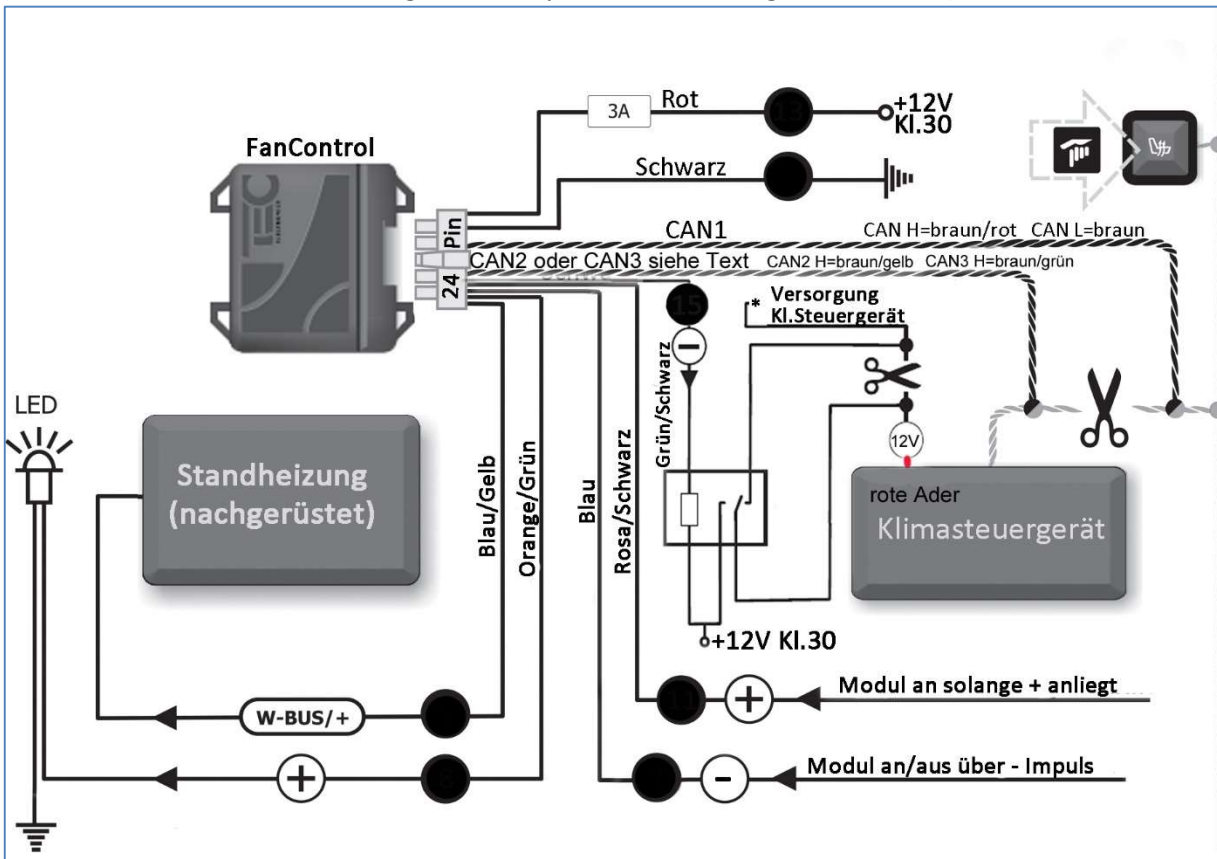 3A
Rot
13
+12V
Kl.30
FanControl
Schwarz
Pin
24
CAN1
CAN H=braun/rot CAN L=braun
CAN2 oder CAN3 siehe Text
CAN2 H=braun/gelb CAN3 H=braun/grün
15
* Versorgung
Kl.Steuergerät
Grün/Schwarz
LED
12V
Standheizung
(nachgerüstet)
Blau/Gelb
Orange/Grün
Blau
Rosa/Schwarz
rote Ader
Klimasteuergerät
+12V Kl.30
W-BUS/+
11
Modul an solange + anliegt
8
Modul an/aus über - Impuls